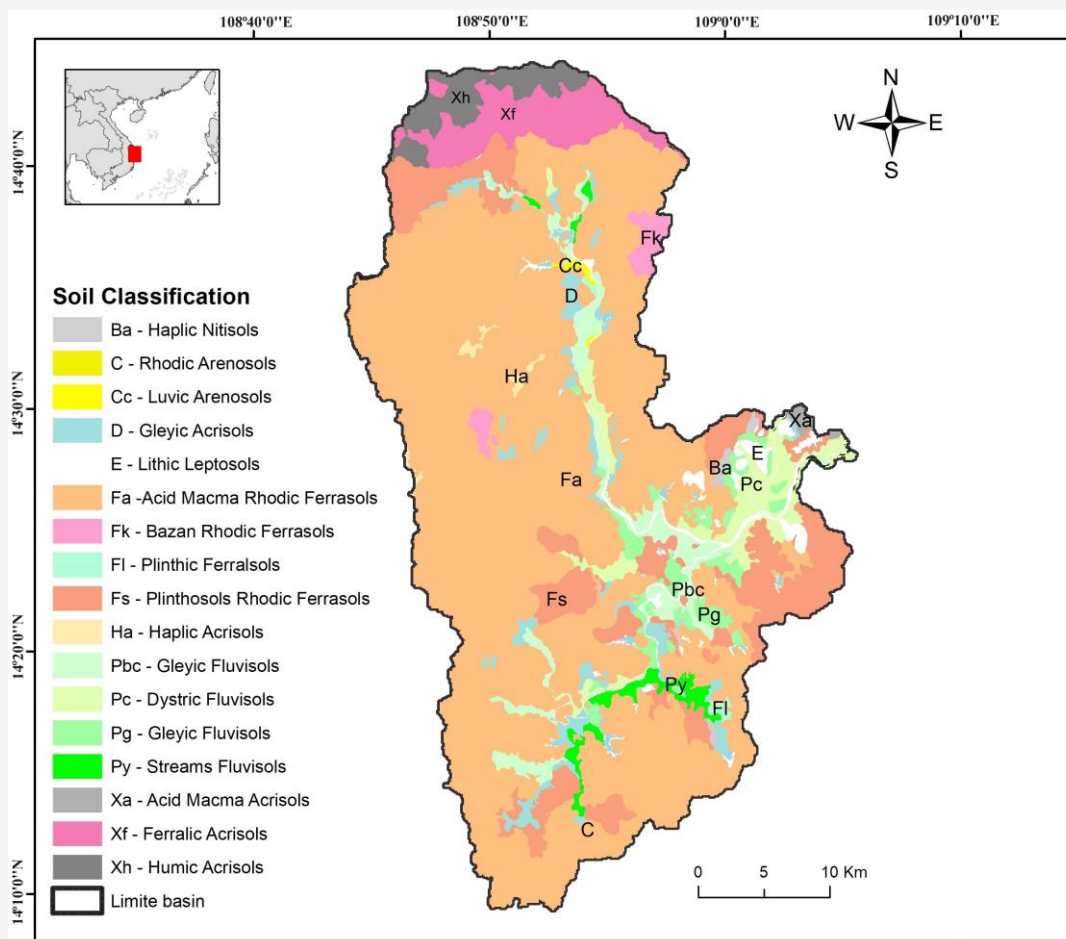 108°40'0"E 108°50'0"E 109°0'0"E 109°10'0"E
14°40'0"N
14°30'0"N
14°20'0"N
14°10'0"N
N
W E
S
Xh
Xf
Fk
Cc
D
Ha
Xa
E
Ba
Pc
Fa
Pbc
Fs
Pg
Py
Fl
C
Soil Classification
Ba - Haplic Nitisols
C - Rhodic Arenosols
Cc - Luvic Arenosols
D - Gleyic Acrisols
E - Lithic Leptosols
Fa -Acid Macma Rhodic Ferrasols
Fk - Bazan Rhodic Ferrasols
Fl - Plinthic Ferralsols
Fs - Plinthosols Rhodic Ferrasols
Ha - Haplic Acrisols
Pbc - Gleyic Fluvisols
Pc - Dystric Fluvisols
Pg - Gleyic Fluvisols
Py - Streams Fluvisols
Xa - Acid Macma Acrisols
Xf - Ferralic Acrisols
Xh - Humic Acrisols
Limite basin
0 5 10 Km